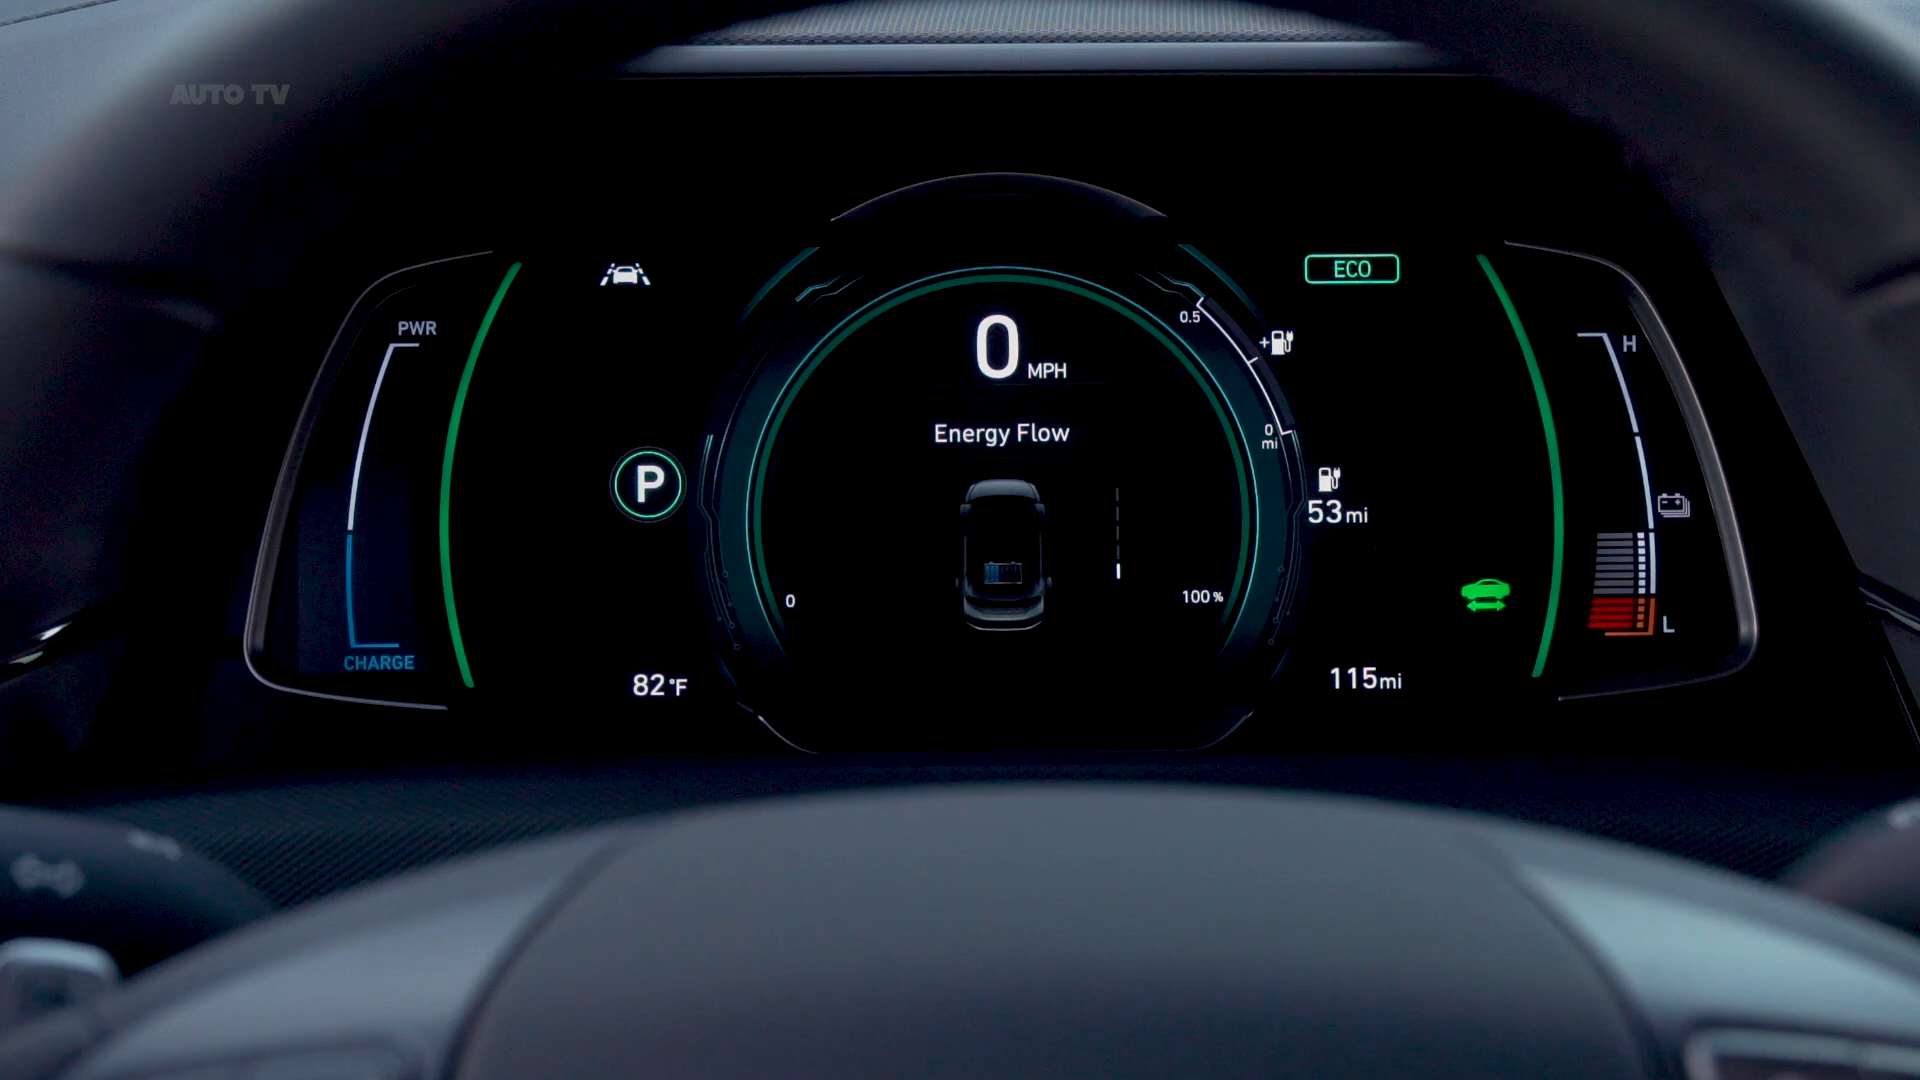 AUTO TV
PWR
CHARGE
P
82°F
0 MPH
Energy Flow
0
100%
0.5
0
mi
+
53mi
ECO
115mi
H
L